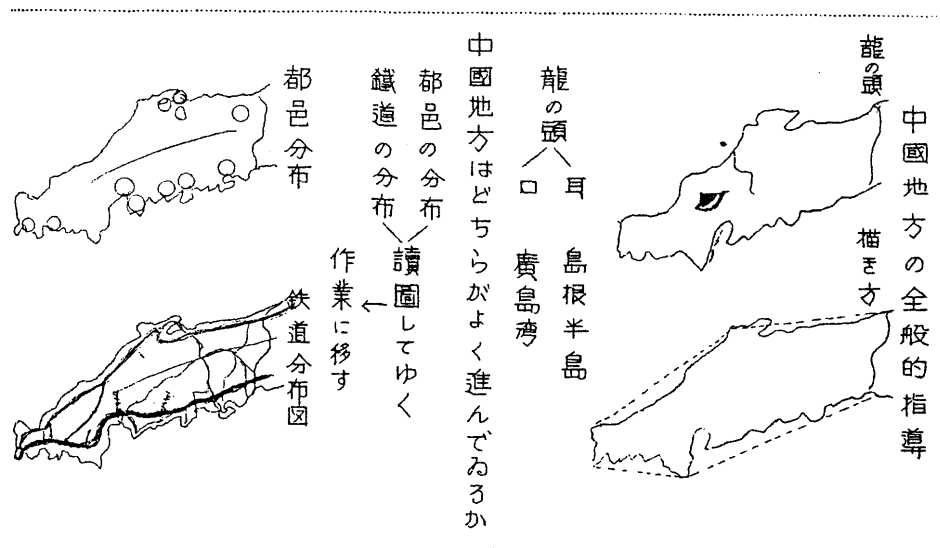 中國地方の全般的指導
龍の頭
描き方
龍の頭
耳 島根半島
口 廣島湾
中國地方はどちらがよく進んでゐるか
都邑の分布
鐵道の分布
讀圖してゆく
作業に移す
都邑分布
鉄道分布図